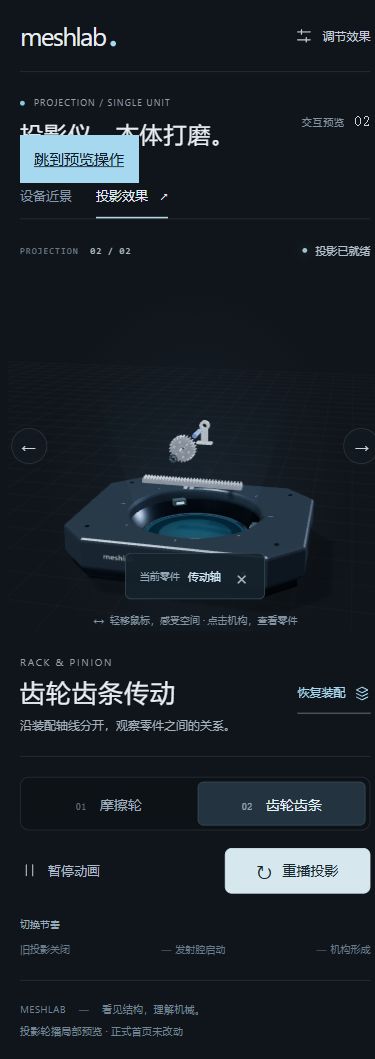 meshlab.
调节效果
PROJECTION / SINGLE UNIT
交互预览 02
投影仪，本体打磨。
跳到预览操作
设备近景 投影效果 ↗
PROJECTION 02 / 02
投影已就绪
← →
meshl
当前零件 传动轴 ×
↔ 轻移鼠标，感受空间 · 点击机构，查看零件
RACK & PINION
齿轮齿条传动
恢复装配
沿装配轴线分开，观察零件之间的关系。
01 摩擦轮 02 齿轮齿条
暂停动画 重播投影
切换节奏
旧投影关闭 — 发射腔启动 — 机构形成
MESHLAB — 看见结构，理解机械。
投影轮播局部预览 · 正式首页未改动